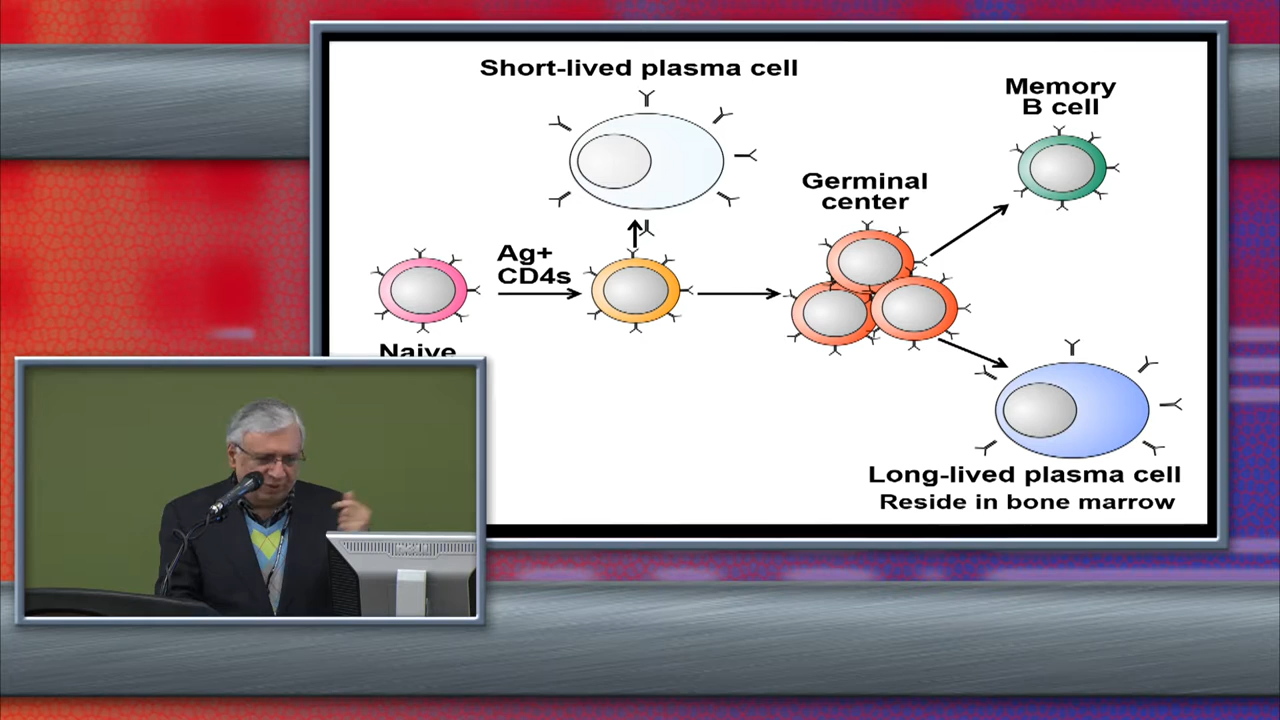 Short-lived plasma cell
Memory
B cell
Germinal
center
Ag+
CD4s
Naive
Long-lived plasma cell
Reside in bone marrow